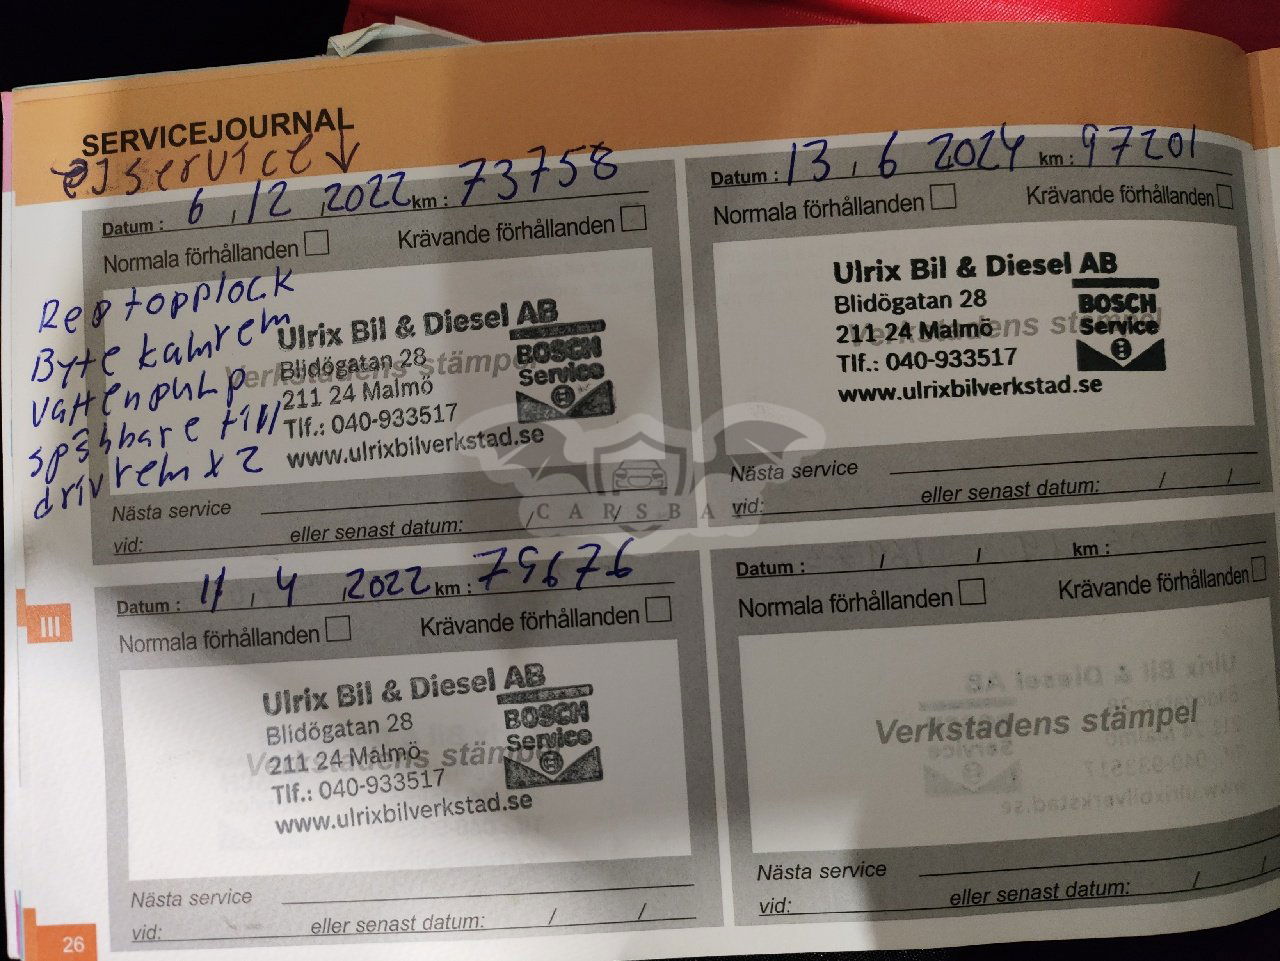 SERVICEJOURNAL
ej service
Datum : 6 , 12 , 2022 km : 73758
Normala förhållanden Krävande förhållanden
Rep topplock
Byte kamrem
vattenpump
spännare till
drivrem x 2
Ulrix Bil & Diesel AB
Blidögatan 28
211 24 Malmö
Tlf.: 040-933517
www.ulrixbilverkstad.se
BOSCH
Service
Verkstadens stämpel
Nästa service
vid: eller senast datum: / /
Datum : 13 , 6 2024 km : 97201
Normala förhållanden Krävande förhållanden
Ulrix Bil & Diesel AB
Blidögatan 28
211 24 Malmö
Tlf.: 040-933517
www.ulrixbilverkstad.se
BOSCH
Service
Verkstadens stämpel
Nästa service
vid: eller senast datum: / /
CARSBA
Datum : 11 , 4 , 2022 km : 79676
Normala förhållanden Krävande förhållanden
Ulrix Bil & Diesel AB
Blidögatan 28
211 24 Malmö
Tlf.: 040-933517
www.ulrixbilverkstad.se
BOSCH
Service
Verkstadens stämpel
Nästa service
vid: eller senast datum: / /
Datum : / / km :
Normala förhållanden Krävande förhållanden
Verkstadens stämpel
Nästa service
vid: eller senast datum: / /
III
26